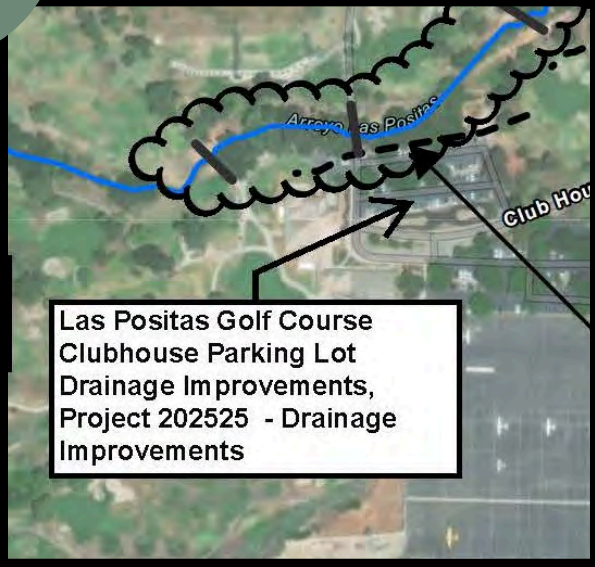 Arroyo Las Positas
Club Hou
Las Positas Golf Course
Clubhouse Parking Lot
Drainage Improvements,
Project 202525 - Drainage
Improvements